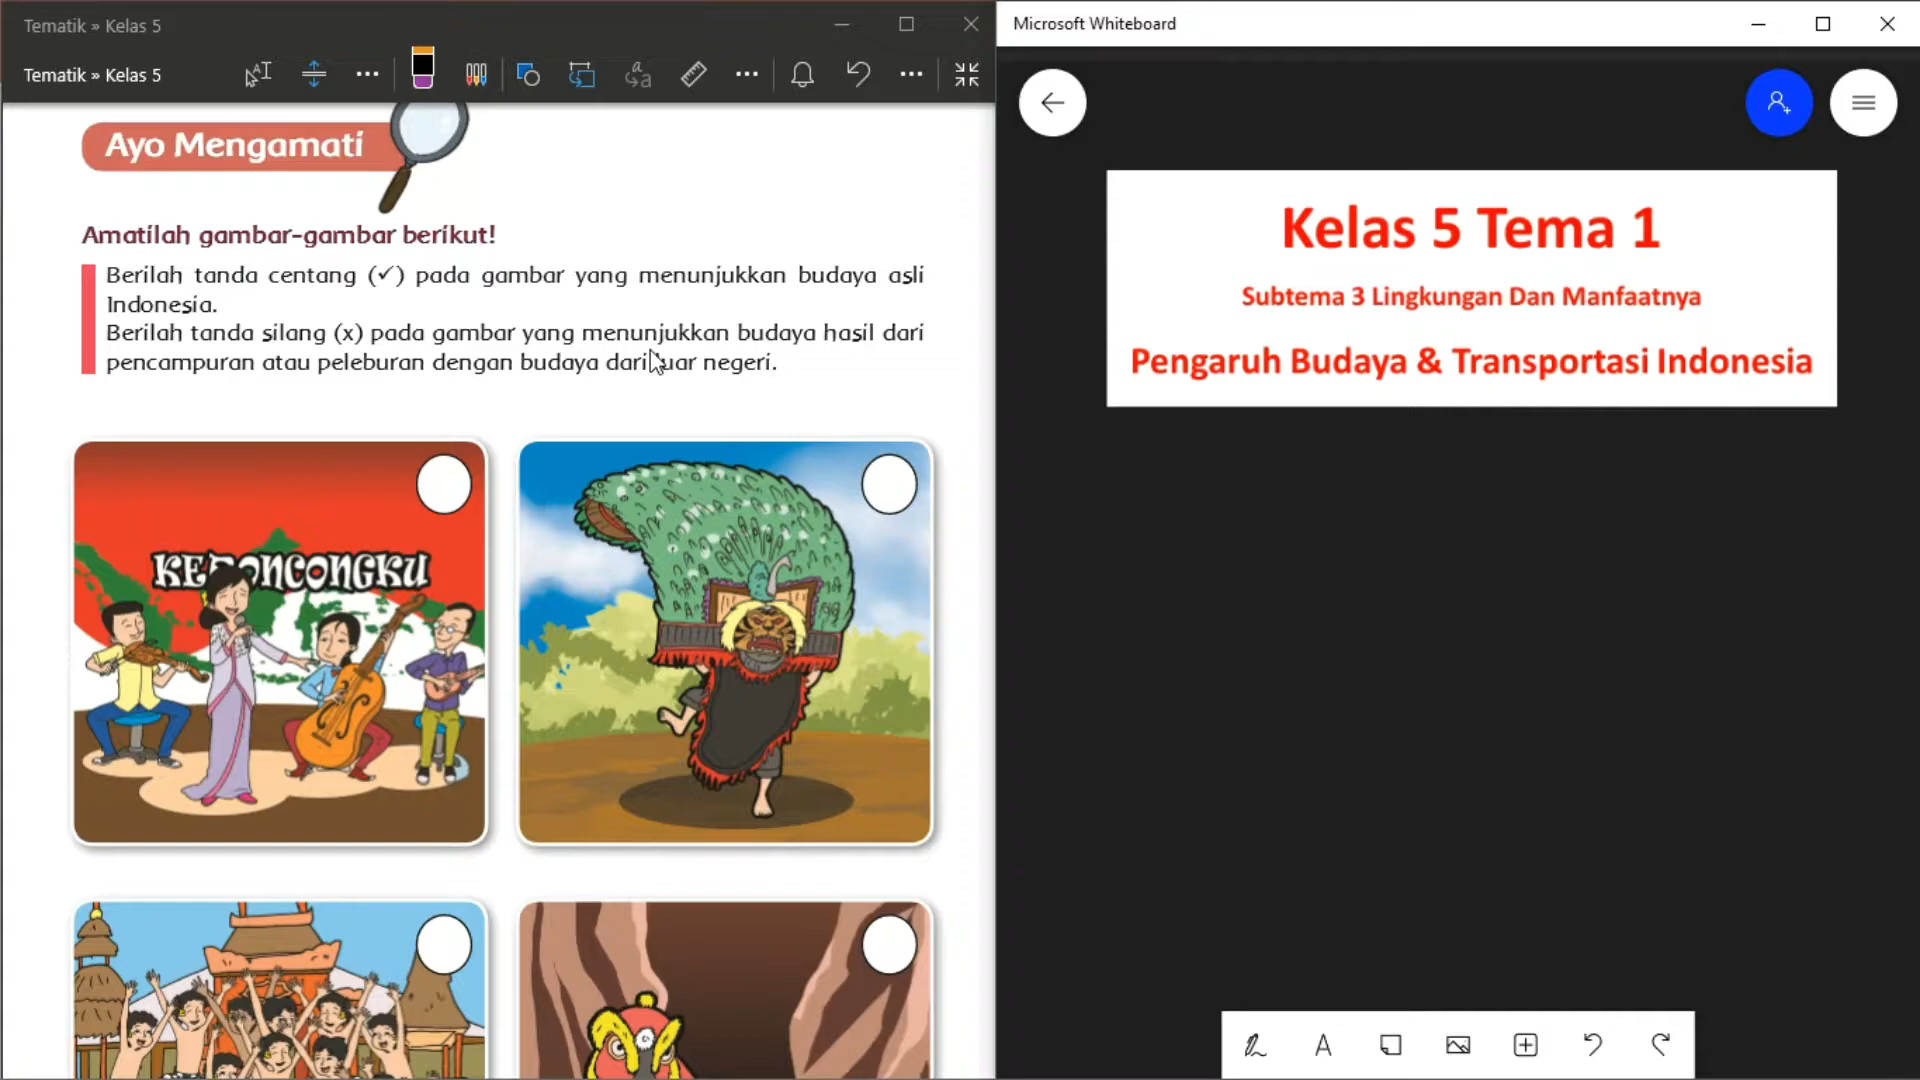 Tematik » Kelas 5
Tematik » Kelas 5
Ayo Mengamati
Amatilah gambar-gambar berikut!
Berilah tanda centang (✓) pada gambar yang menunjukkan budaya asli
Indonesia.
Berilah tanda silang (x) pada gambar yang menunjukkan budaya hasil dari
pencampuran atau peleburan dengan budaya dari luar negeri.
KERONCONGKU
Microsoft Whiteboard
Kelas 5 Tema 1
Subtema 3 Lingkungan Dan Manfaatnya
Pengaruh Budaya & Transportasi Indonesia